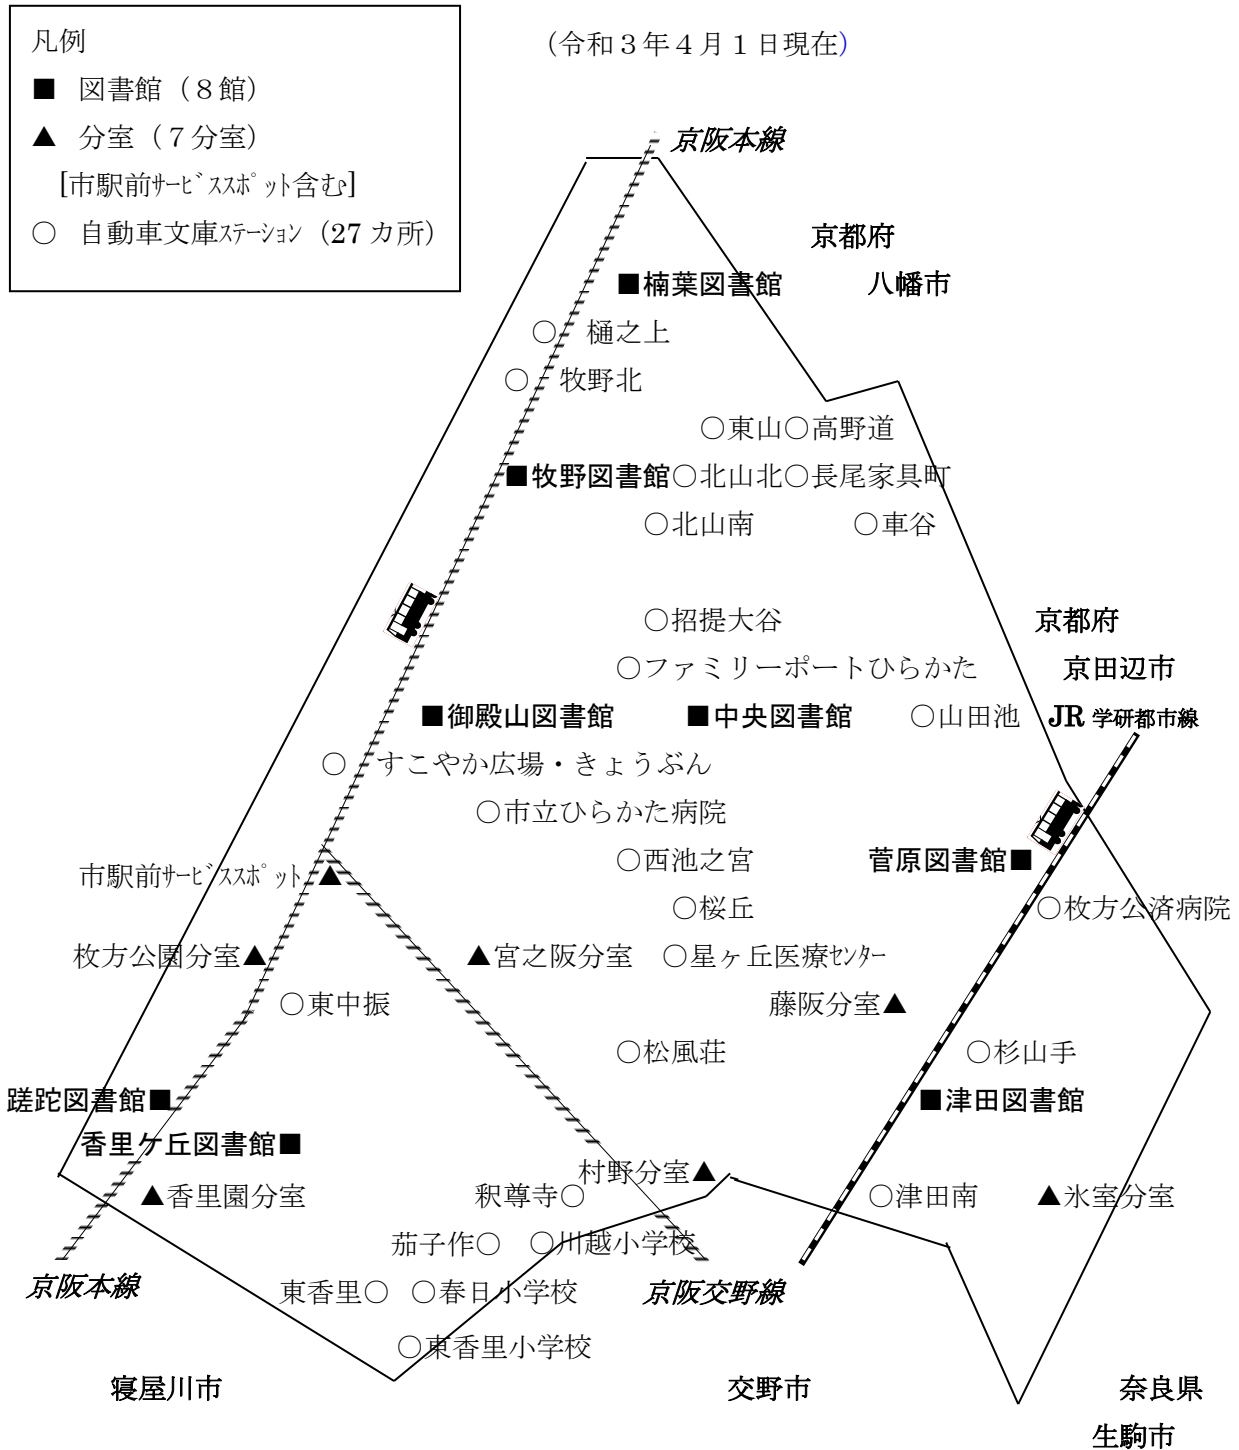 凡例
■ 図書館（８館）
▲ 分室（７分室）
[市駅前ｻｰﾋﾞｽｽﾎﾟｯﾄ含む]
○ 自動車文庫ｽﾃｰｼｮﾝ（27カ所）
（令和３年４月１日現在）
京阪本線
京都府
八幡市
■楠葉図書館
○ 樋之上
○ 牧野北
○東山○高野道
■牧野図書館○北山北○長尾家具町
○北山南 ○車谷
○招提大谷
京都府
○ファミリーポートひらかた
京田辺市
■御殿山図書館 ■中央図書館 ○山田池
JR 学研都市線
○ すこやか広場・きょうぶん
○市立ひらかた病院
○西池之宮 菅原図書館■
市駅前ｻｰﾋﾞｽｽﾎﾟｯﾄ▲
○桜丘 ○枚方公済病院
枚方公園分室▲ ▲宮之阪分室 ○星ヶ丘医療ｾﾝﾀｰ
○東中振 藤阪分室▲
○松風荘 ○杉山手
蹉跎図書館■ ■津田図書館
香里ケ丘図書館■
村野分室▲
▲香里園分室 釈尊寺○ ○津田南 ▲氷室分室
茄子作○ ○川越小学校
京阪本線
東香里○ ○春日小学校
京阪交野線
○東香里小学校
寝屋川市 交野市 奈良県
生駒市